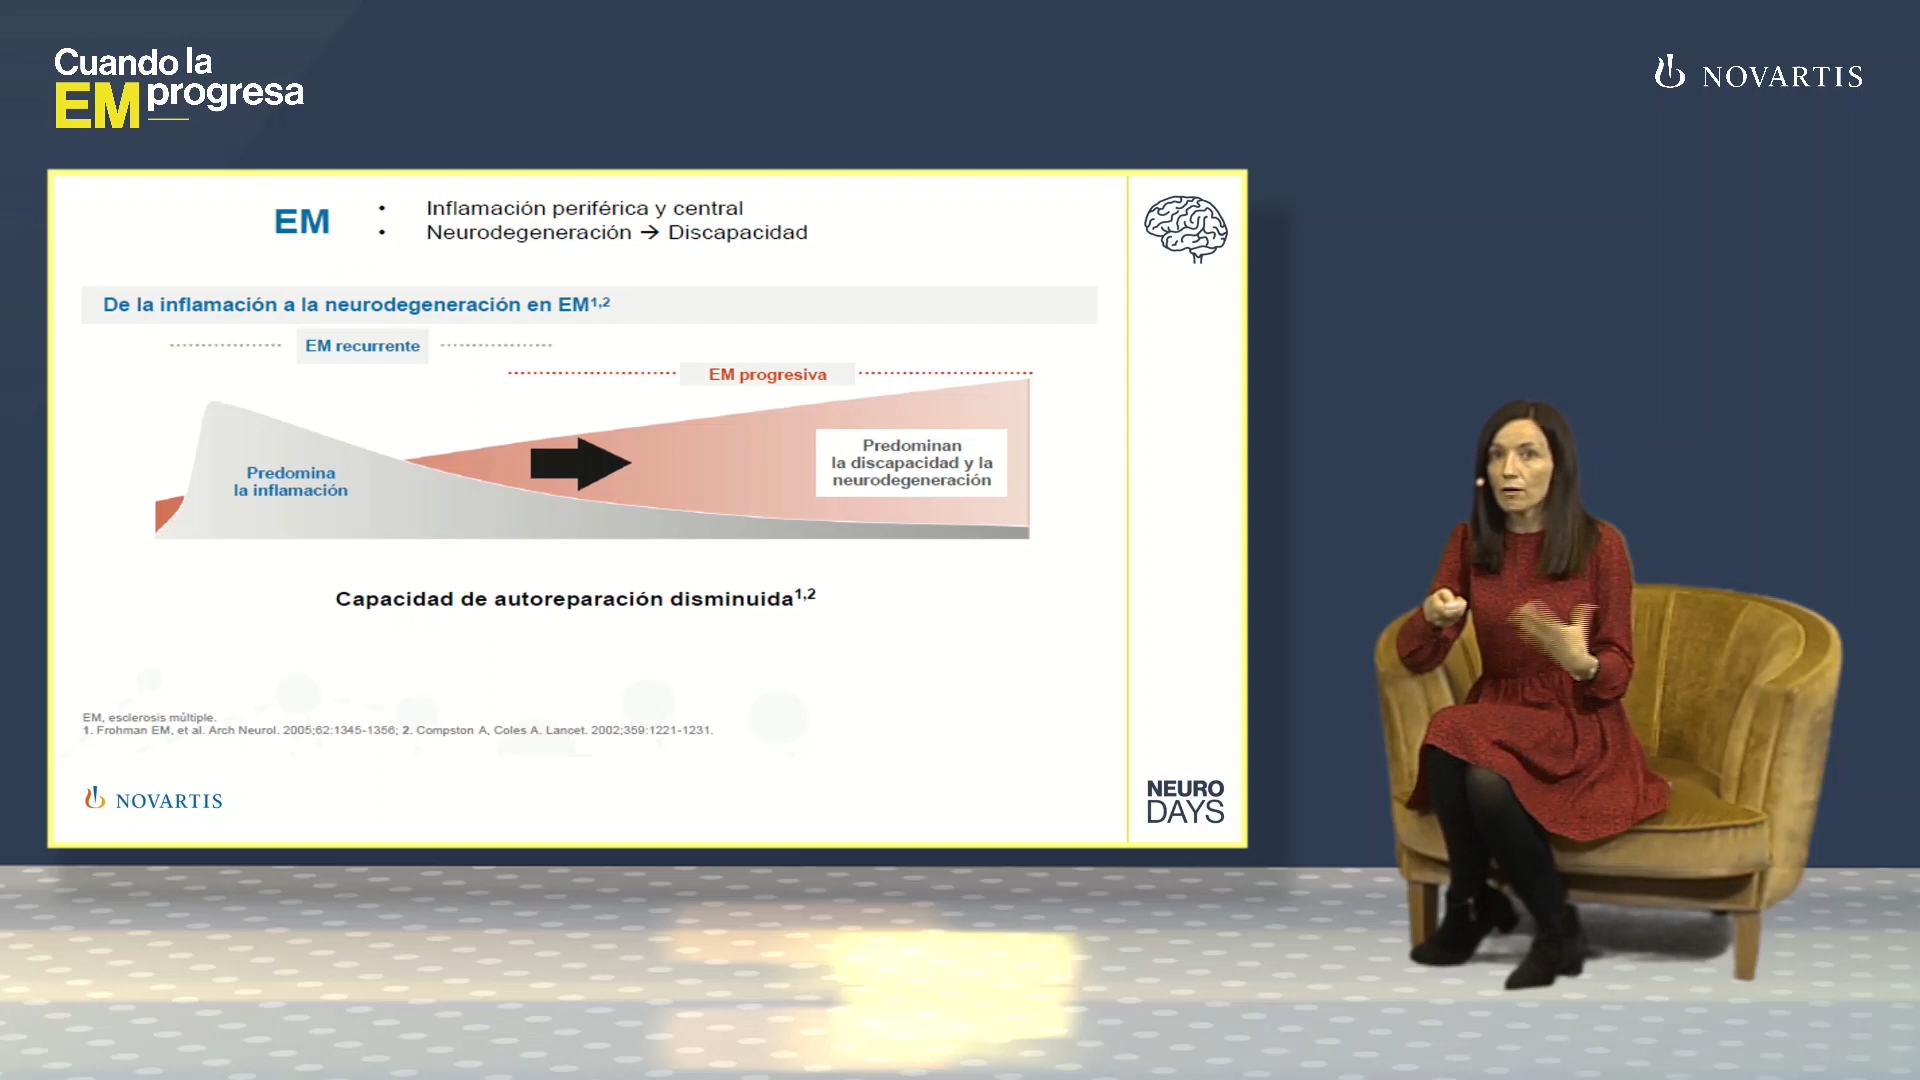 Cuando la
EM progresa
NOVARTIS
EM
• Inflamación periférica y central
• Neurodegeneración → Discapacidad
De la inflamación a la neurodegeneración en EM1,2
EM recurrente
EM progresiva
Predomina
la inflamación
Predominan
la discapacidad y la
neurodegeneración
Capacidad de autoreparación disminuida1,2
EM, esclerosis múltiple.
1. Frohman EM, et al. Arch Neurol. 2005;62:1345-1356; 2. Compston A, Coles A. Lancet. 2002;359:1221-1231.
NOVARTIS
NEURO
DAYS